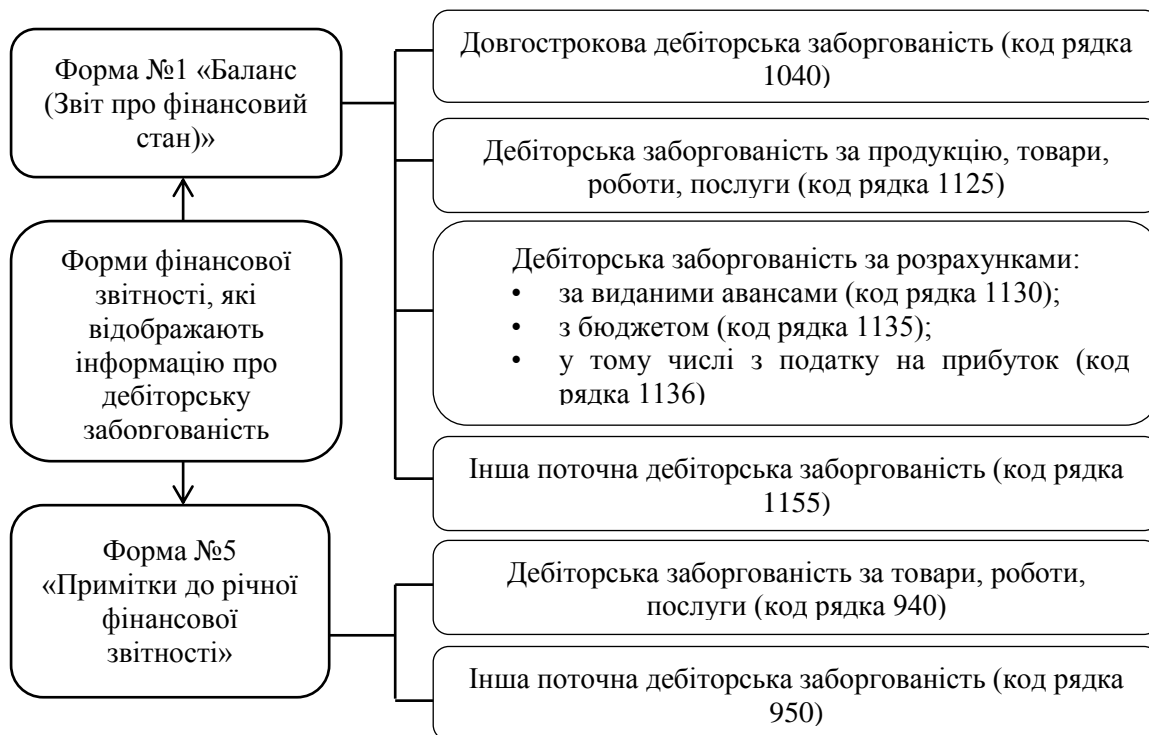 Форма №1 «Баланс
(Звіт про фінансовий
стан)»
Форми фінансової
звітності, які
відображають
інформацію про
дебіторську
заборгованість
Форма №5
«Примітки до річної
фінансової
звітності»
Довгострокова дебіторська заборгованість (код рядка
1040)
Дебіторська заборгованість за продукцію, товари,
роботи, послуги (код рядка 1125)
Дебіторська заборгованість за розрахунками:
• за виданими авансами (код рядка 1130);
• з бюджетом (код рядка 1135);
• у тому числі з податку на прибуток (код
рядка 1136)
Інша поточна дебіторська заборгованість (код рядка
1155)
Дебіторська заборгованість за товари, роботи,
послуги (код рядка 940)
Інша поточна дебіторська заборгованість (код рядка
950)